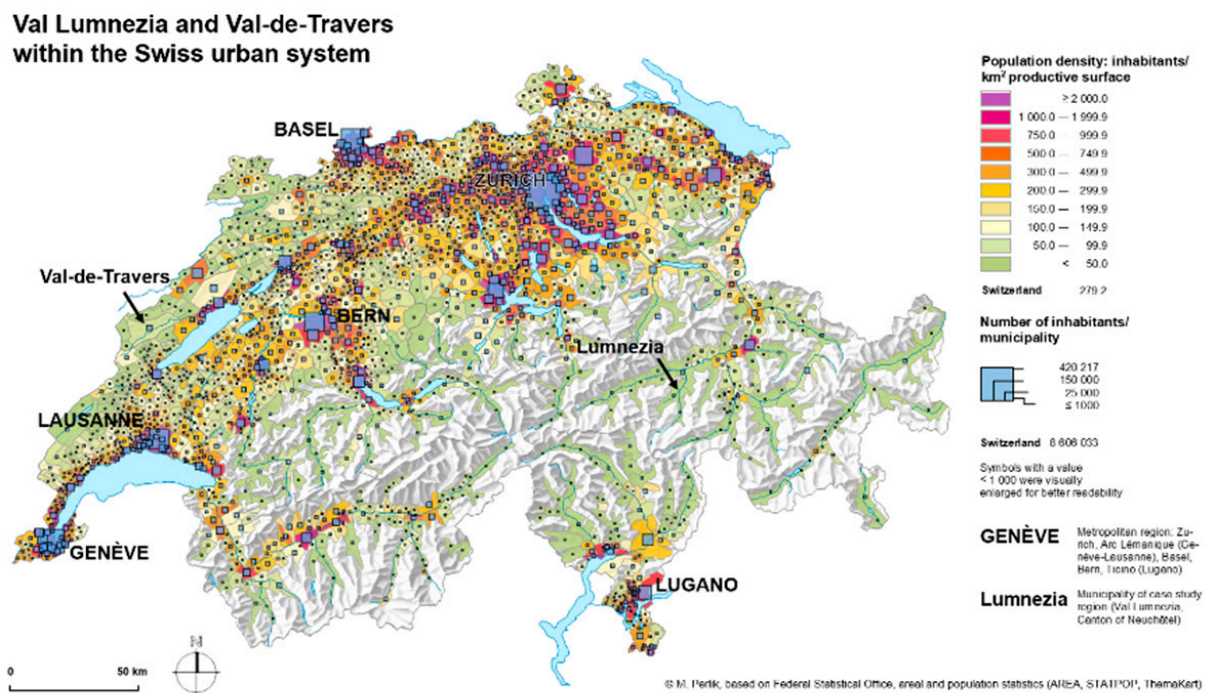 Val Lumnezia and Val-de-Travers
within the Swiss urban system
BASEL
ZURICH
Val-de-Travers
BERN
Lumnezia
LAUSANNE
GENÈVE
LUGANO
N
0 50 km
Population density: inhabitants/
km² productive surface
≥ 2 000.0
1 000.0 — 1 999.9
750.0 — 999.9
500.0 — 749.9
300.0 — 499.9
200.0 — 299.9
150.0 — 199.9
100.0 — 149.9
50.0 — 99.9
< 50.0
Switzerland 279.2
Number of inhabitants/
municipality
420 217
150 000
25 000
≤ 1000
Switzerland 8 606 033
Symbols with a value
< 1 000 were visually
enlarged for better readability
GENÈVE Metropolitan region: Zu-
rich, Arc Lémanique (Ge-
nève-Lausanne), Basel,
Bern, Ticino (Lugano)
Lumnezia Municipality of case study
region (Val Lumnezia,
Canton of Neuchâtel)
© M. Perlik, based on Federal Statistical Office, areal and population statistics (AREA, STATPOP, ThemaKart)